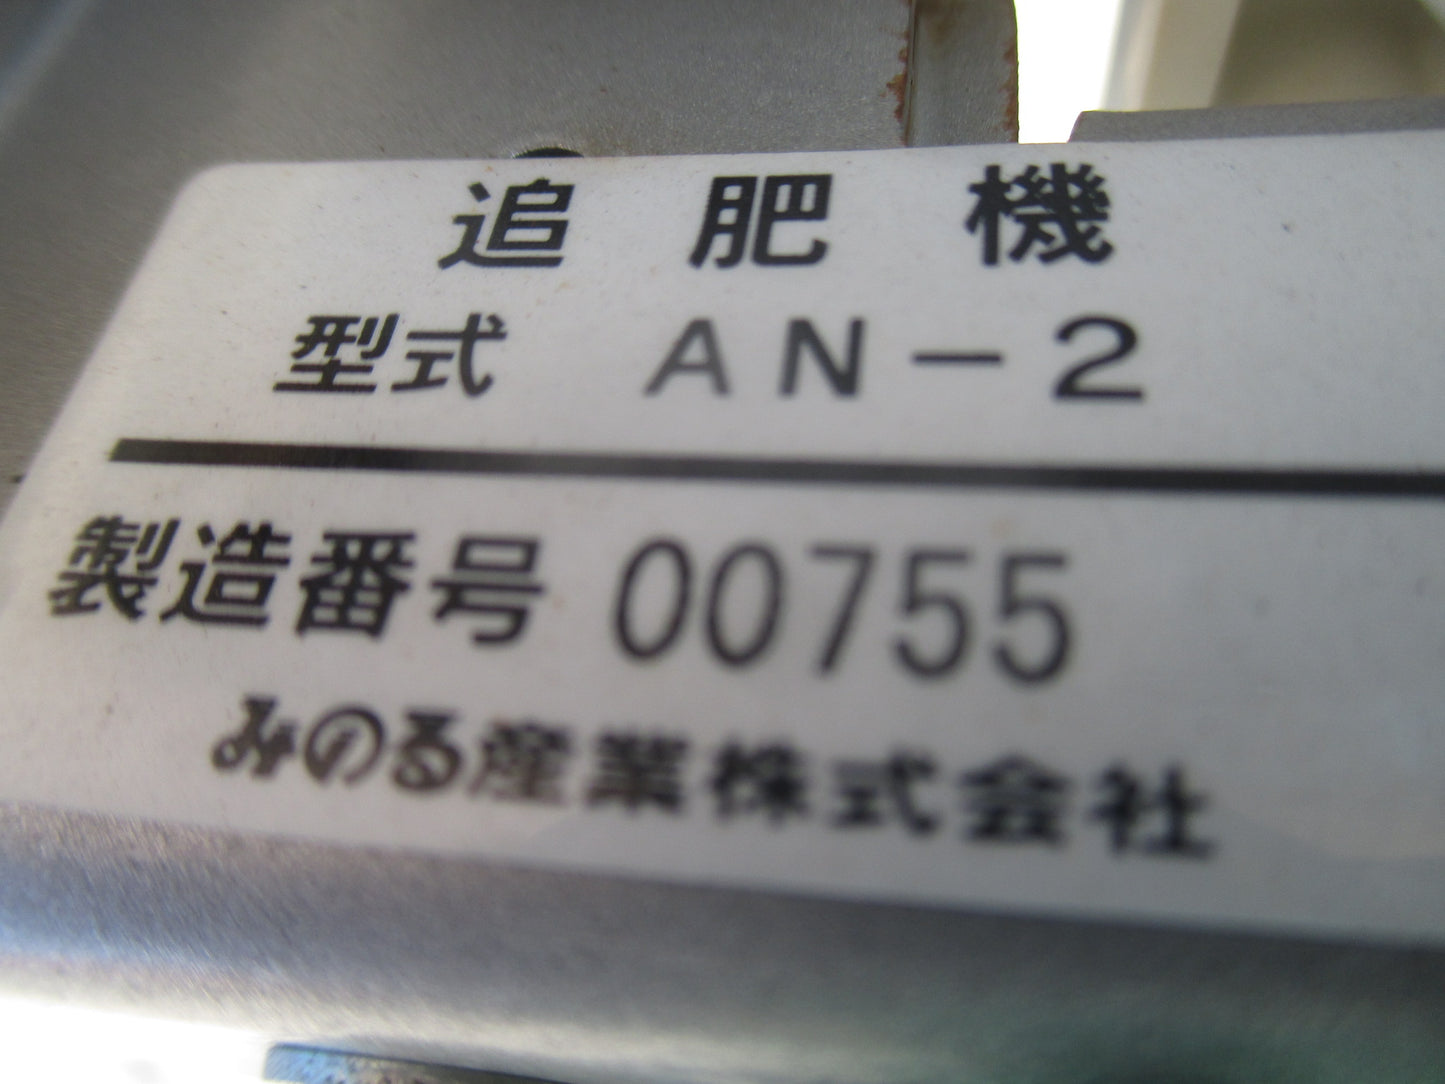 追肥機
型式 AN-2
製造番号 00755
みのる産業株式会社